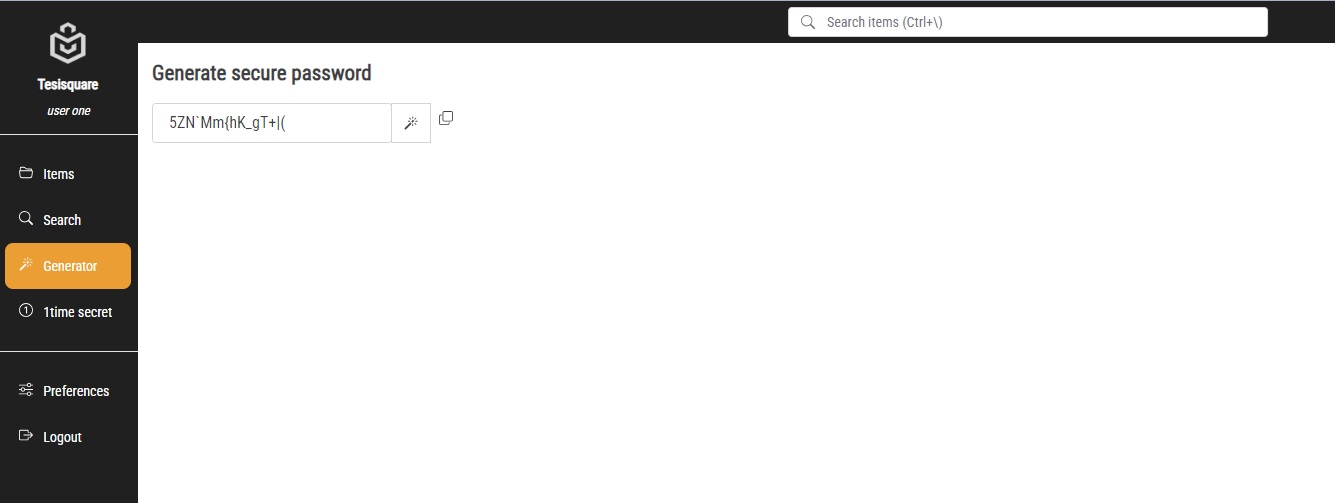 Search items (Ctrl+\)
Tesisquare
user one
Generate secure password
5ZN`Mm{hK_gT+|(
Items
Search
Generator
1time secret
Preferences
Logout